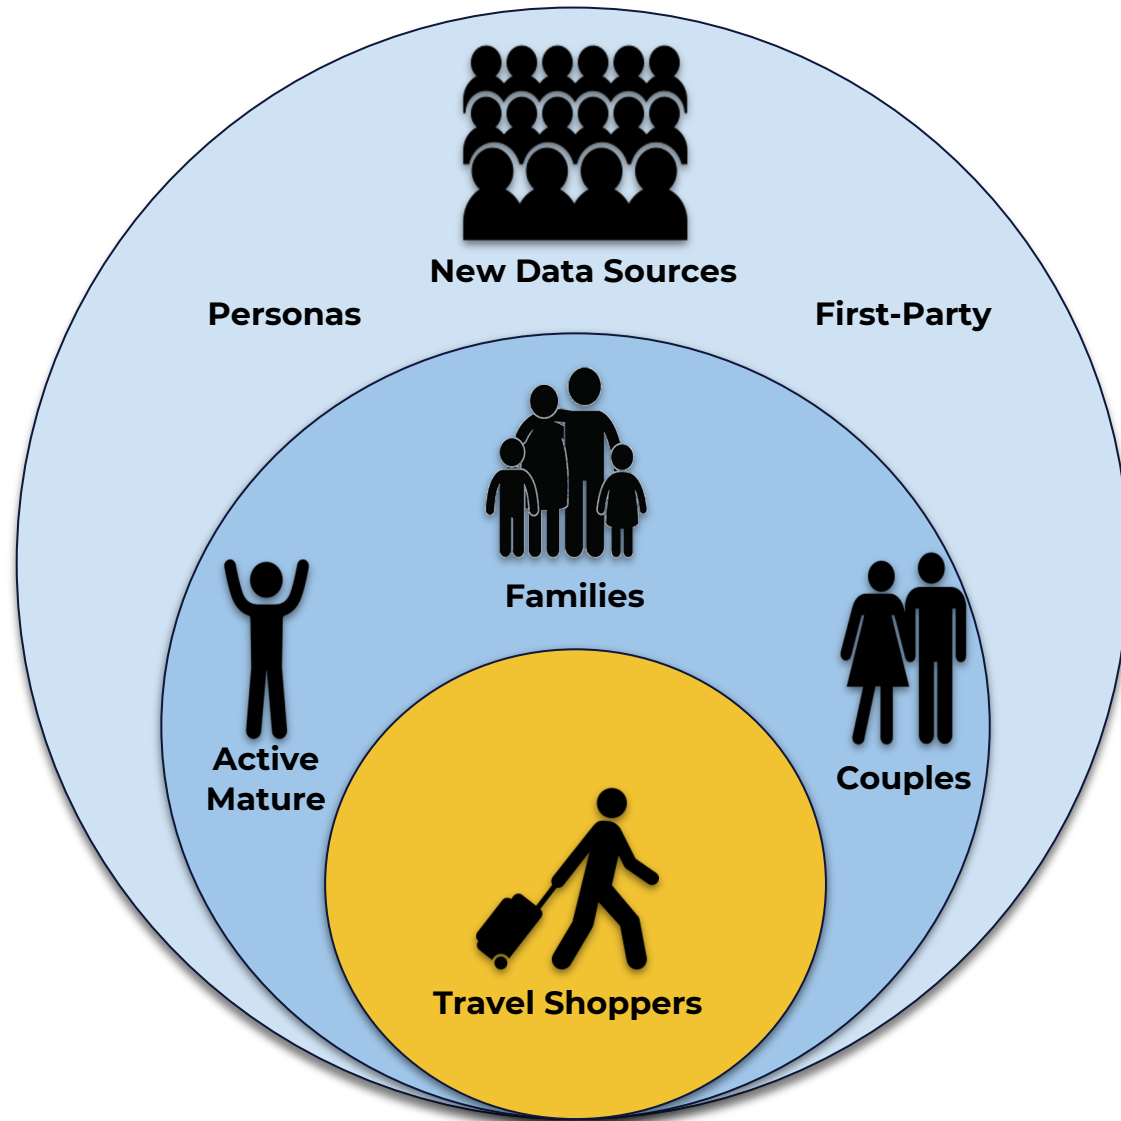 New Data Sources
Personas
First-Party
Families
Active
Mature
Couples
Travel Shoppers